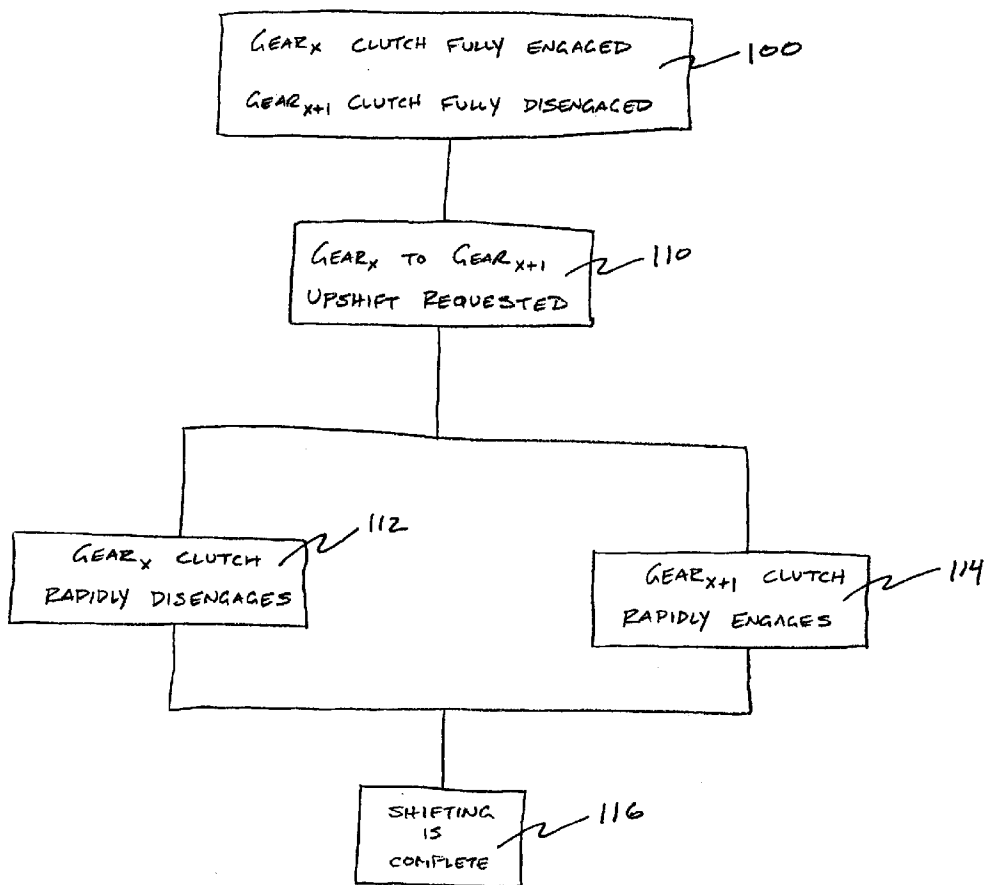 GEARx CLUTCH FULLY ENGAGED
100
GEARx+1 CLUTCH FULLY DISENGAGED
GEARx TO GEARx+1
110
UPSHIFT REQUESTED
112
GEARx CLUTCH
RAPIDLY DISENGAGES
GEARx+1 CLUTCH
114
RAPIDLY ENGAGES
SHIFTING
116
IS
COMPLETE